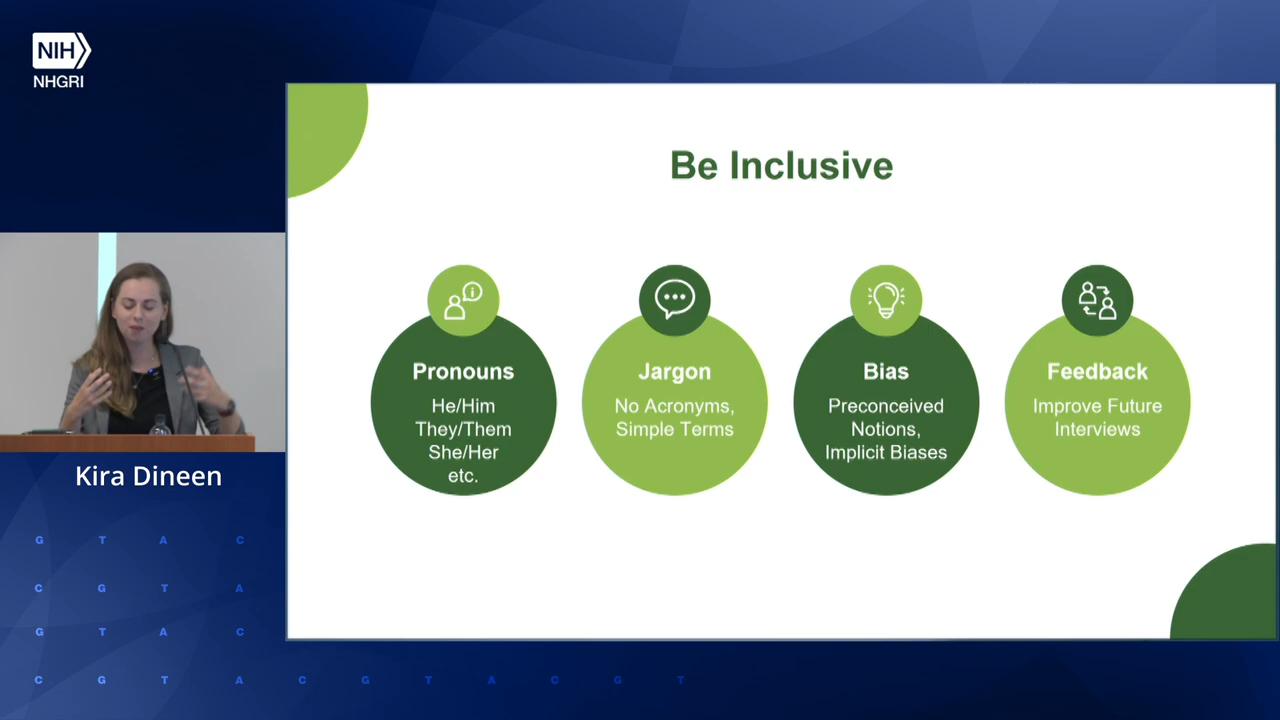 NIH
NHGRI
Be Inclusive
Pronouns
He/Him
They/Them
She/Her
etc.
Jargon
No Acronyms,
Simple Terms
Bias
Preconceived
Notions,
Implicit Biases
Feedback
Improve Future
Interviews
Kira Dineen
G T A C
C G T A
G T A C
C G T A C G T A C G T